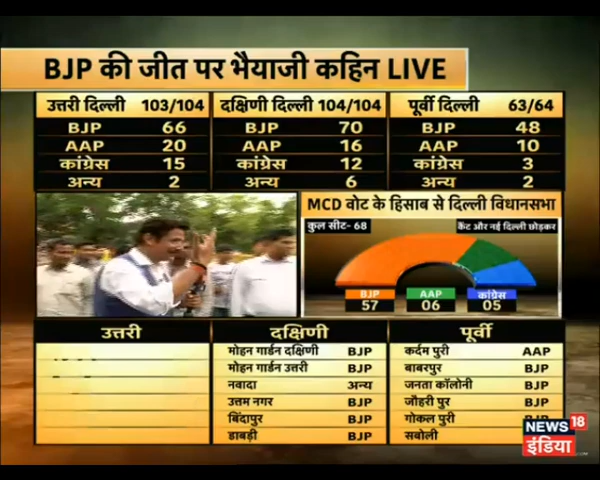 BJP की जीत पर भैयाजी कहिन LIVE
उत्तरी दिल्ली 103/104
BJP 66
AAP 20
कांग्रेस 15
अन्य 2
दक्षिणी दिल्ली 104/104
BJP 70
AAP 16
कांग्रेस 12
अन्य 6
पूर्वी दिल्ली 63/64
BJP 48
AAP 10
कांग्रेस 3
अन्य 2
MCD वोट के हिसाब से दिल्ली विधानसभा
कुल सीट- 68
कैंट और नई दिल्ली छोड़कर
BJP 57
AAP 06
कांग्रेस 05
उत्तरी
दक्षिणी
मोहन गार्डन दक्षिणी BJP
मोहन गार्डन उत्तरी BJP
नवादा अन्य
उत्तम नगर BJP
बिंदापुर BJP
डाबड़ी BJP
पूर्वी
कर्दम पुरी AAP
बाबरपुर BJP
जनता कॉलोनी BJP
जौहरी पुर BJP
गोकल पुरी BJP
सबोली
NEWS 18
इंडिया